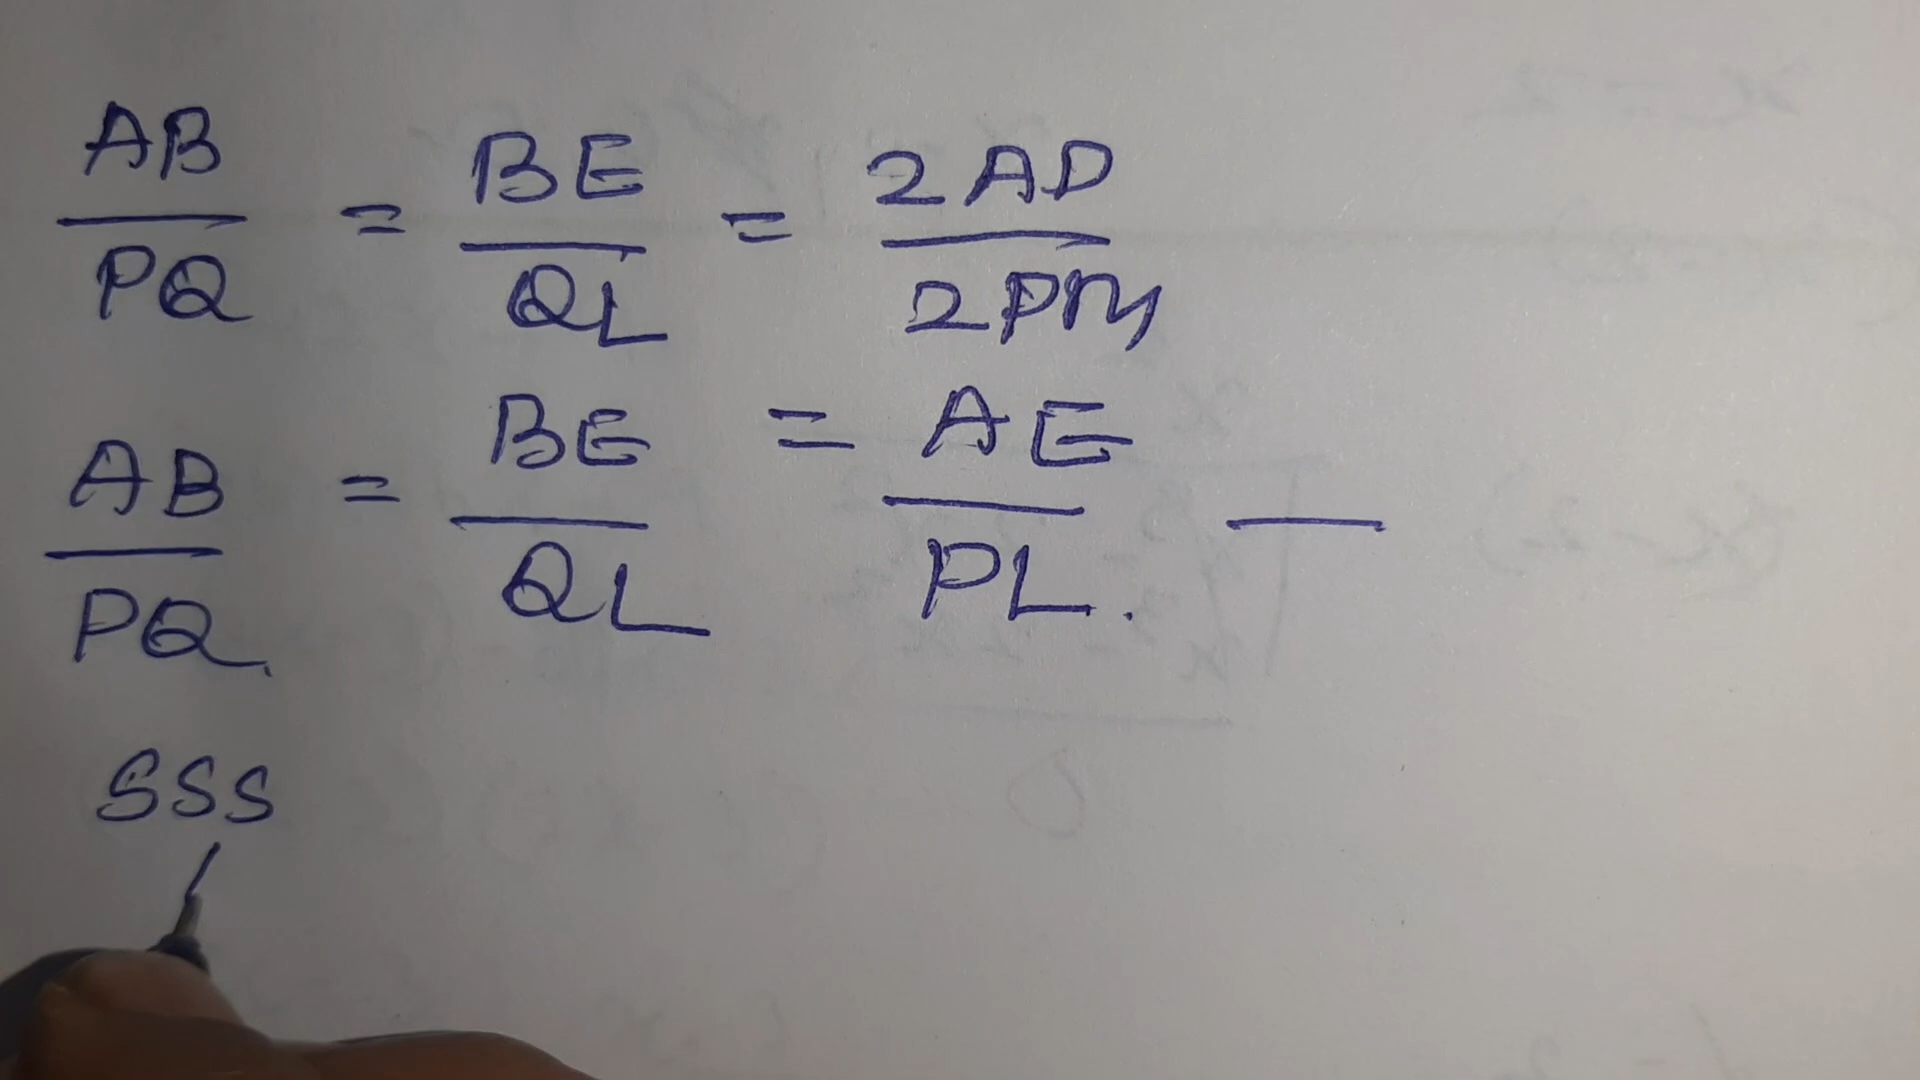 AB/PQ = BE/QL = 2AD/2PM
AB/PQ. = BE/QL = AE/PL. —
SSS